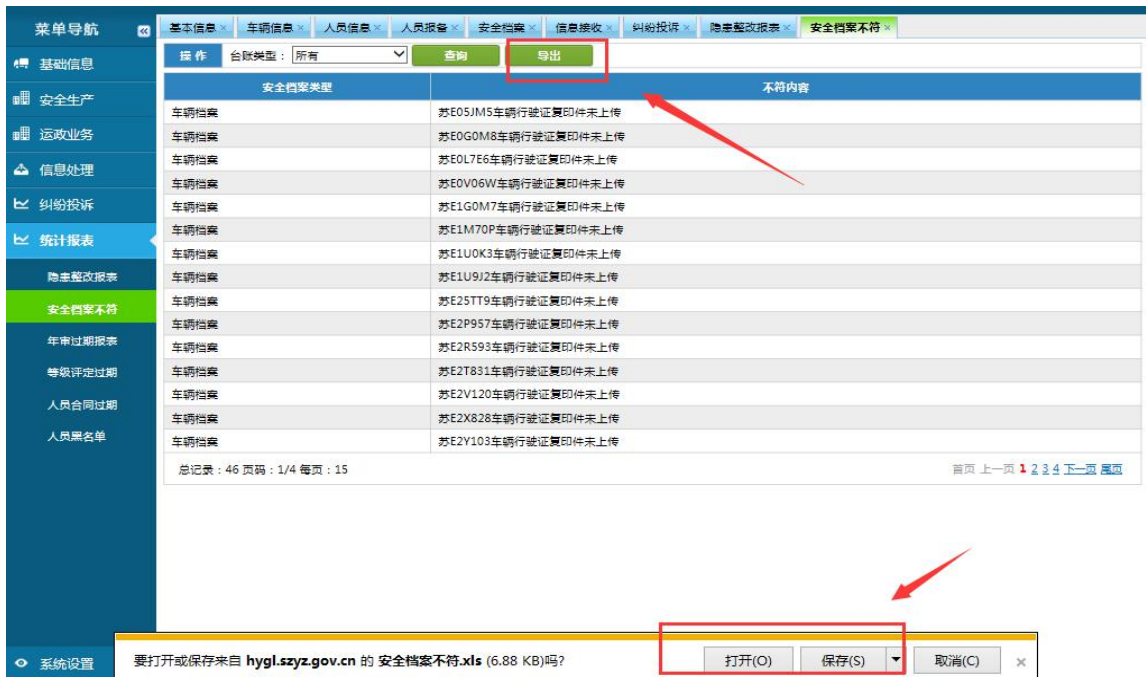 菜单导航
基本信息 车辆信息 人员信息 人员报备 安全档案 信息接收 纠纷投诉 隐患整改报表 安全档案不符
操作 台账类型： 所有 查询 导出
基础信息
安全生产
运政业务
信息处理
纠纷投诉
统计报表
隐患整改报表
安全档案不符
年审过期报表
等级评定过期
人员合同过期
人员黑名单
系统设置
安全档案类型 不符内容
车辆档案 苏E05JM5车辆行驶证复印件未上传
车辆档案 苏E0G0M8车辆行驶证复印件未上传
车辆档案 苏E0L7E6车辆行驶证复印件未上传
车辆档案 苏E0V06W车辆行驶证复印件未上传
车辆档案 苏E1G0M7车辆行驶证复印件未上传
车辆档案 苏E1M70P车辆行驶证复印件未上传
车辆档案 苏E1U0K3车辆行驶证复印件未上传
车辆档案 苏E1U9J2车辆行驶证复印件未上传
车辆档案 苏E25TT9车辆行驶证复印件未上传
车辆档案 苏E2P957车辆行驶证复印件未上传
车辆档案 苏E2R593车辆行驶证复印件未上传
车辆档案 苏E2T831车辆行驶证复印件未上传
车辆档案 苏E2V120车辆行驶证复印件未上传
车辆档案 苏E2X828车辆行驶证复印件未上传
车辆档案 苏E2Y103车辆行驶证复印件未上传
总记录：46 页码：1/4 每页：15 首页 上一页 1 2 3 4 下一页 尾页
要打开或保存来自 hygl.szyz.gov.cn 的 安全档案不符.xls (6.88 KB)吗? 打开(O) 保存(S) 取消(C) ×